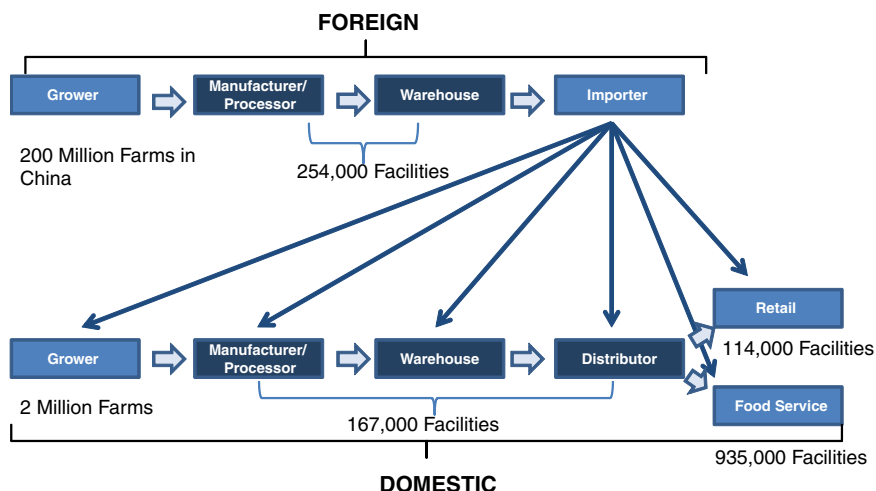 FOREIGN
Grower
Manufacturer/
Processor
Warehouse
Importer
200 Million Farms in
China
254,000 Facilities
Retail
114,000 Facilities
Grower
Manufacturer/
Processor
Warehouse
Distributor
2 Million Farms
167,000 Facilities
Food Service
935,000 Facilities
DOMESTIC